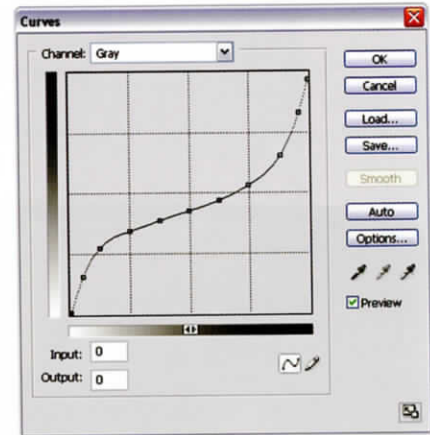 Curves
Channel: Gray
OK
Cancel
Load...
Save...
Smooth
Auto
Options...
Preview
Input: 0
Output: 0